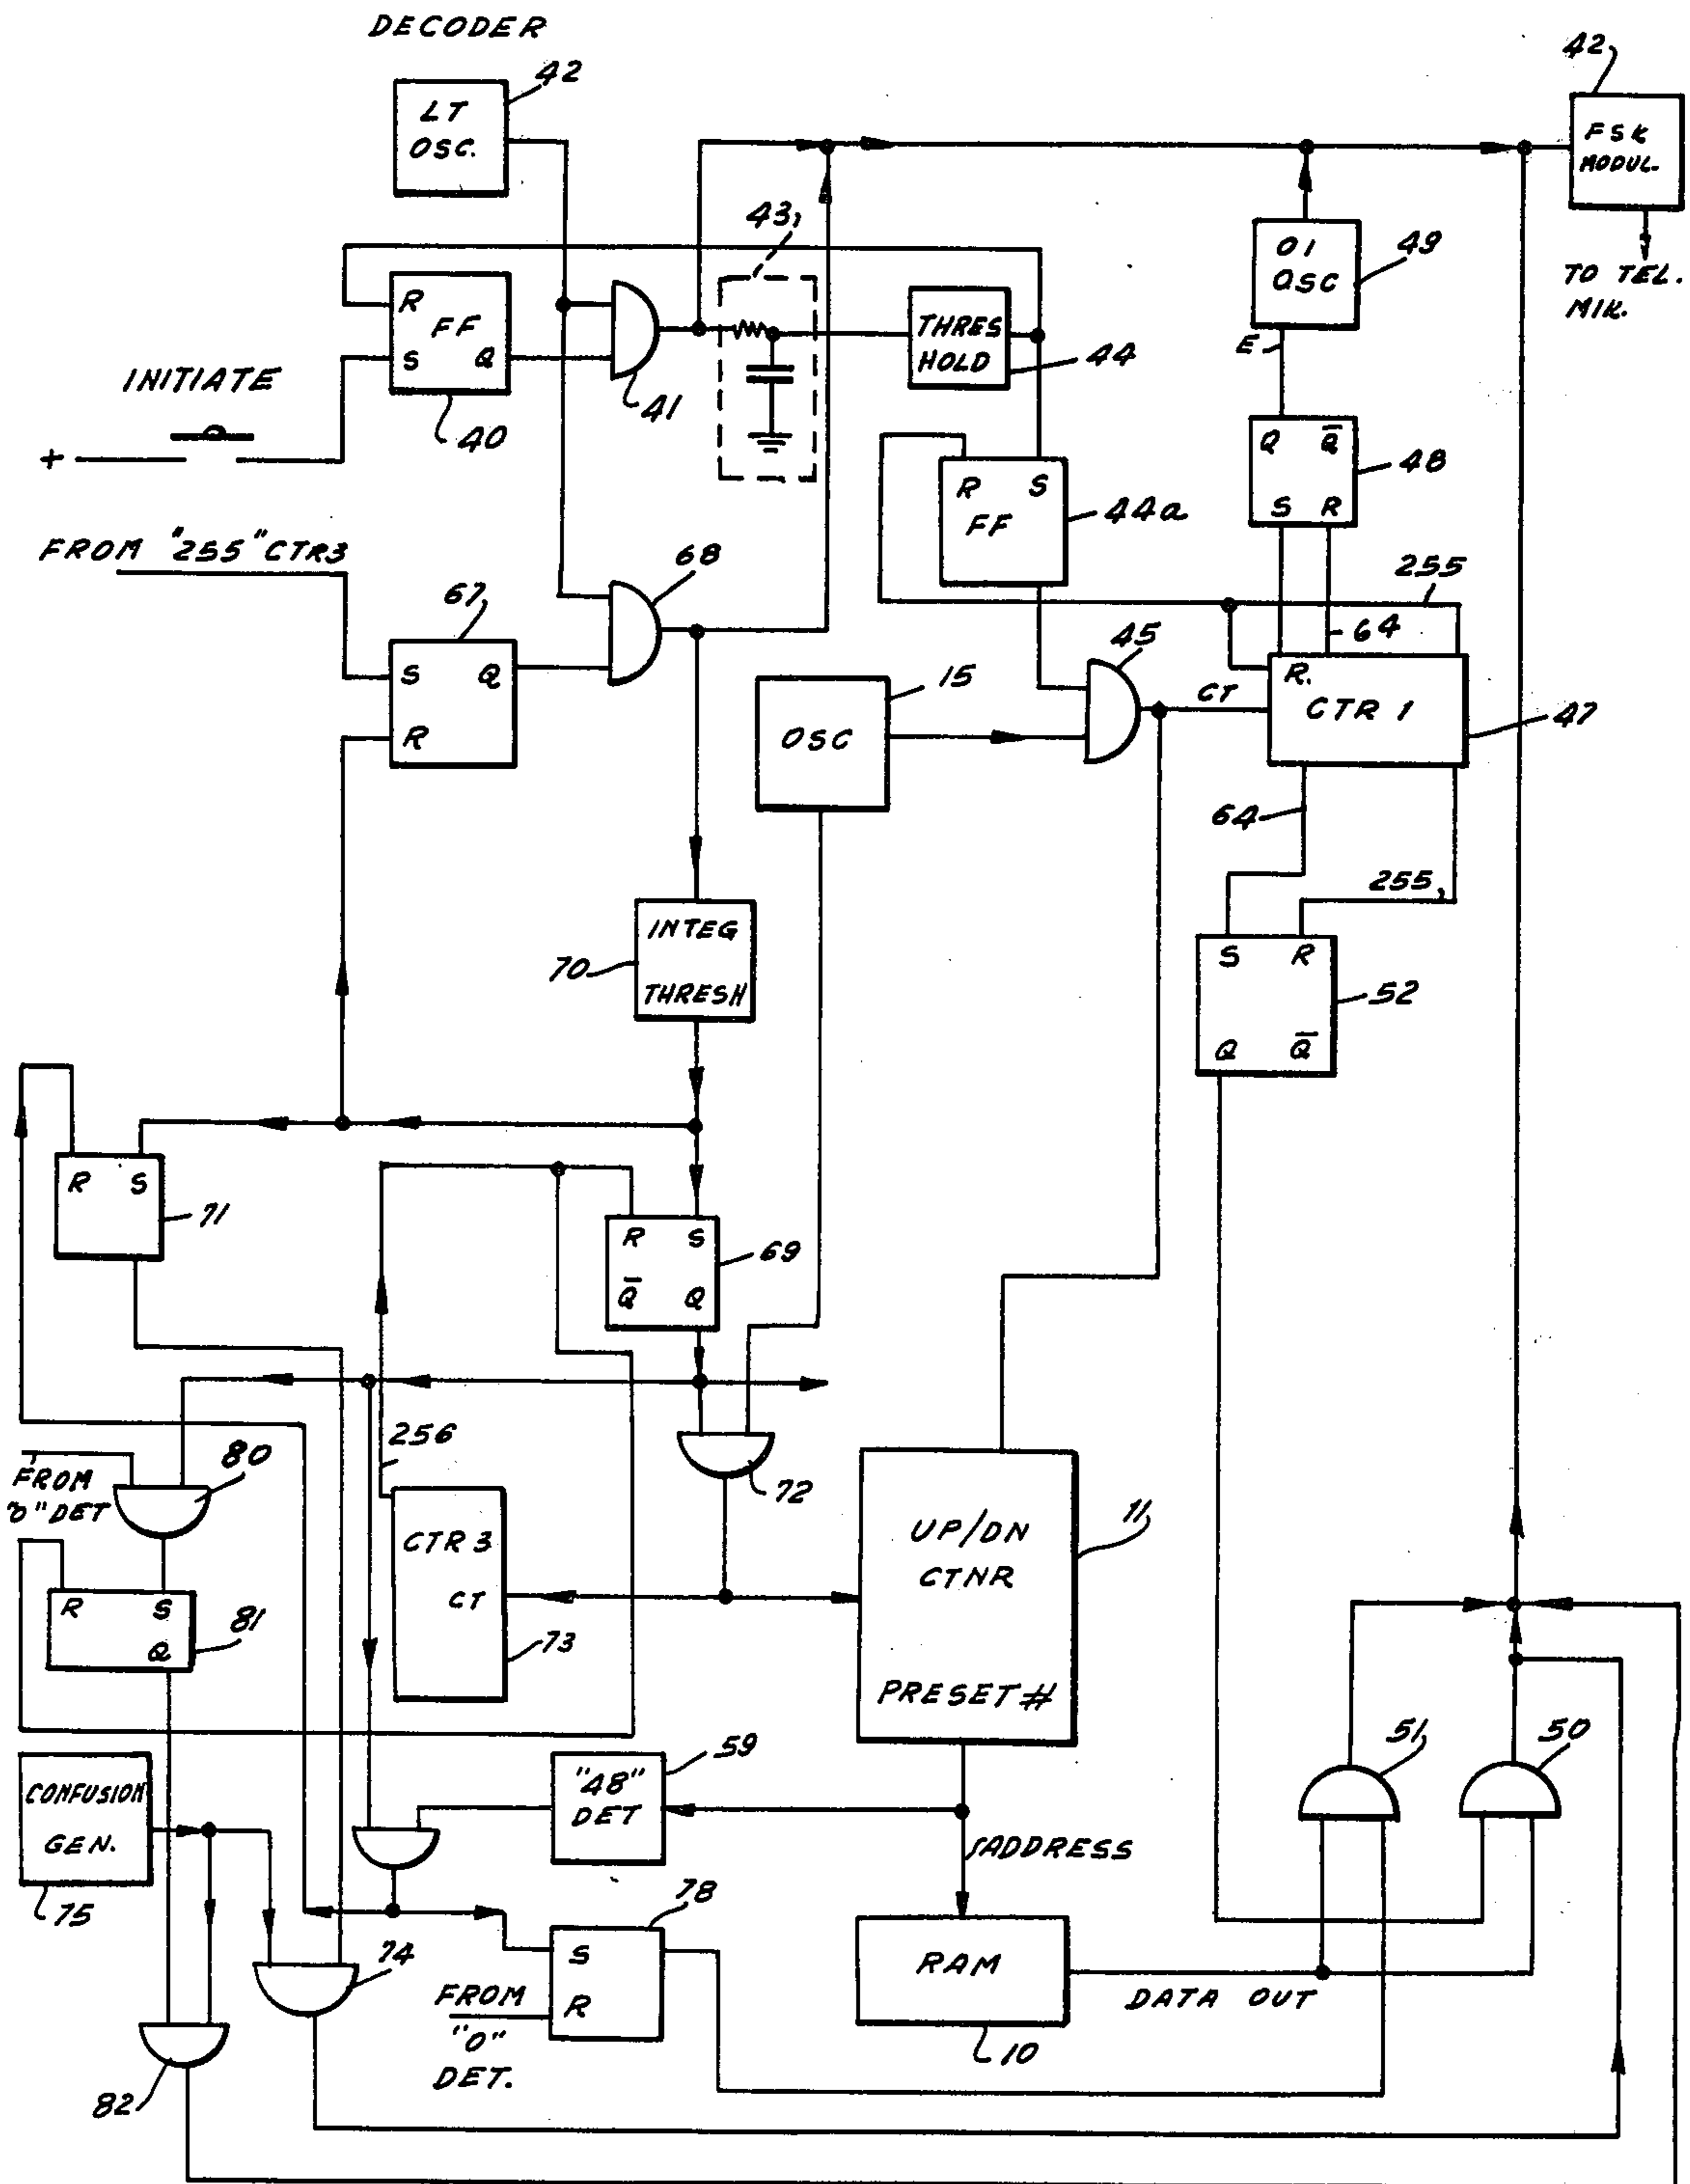 DECODER
42
LT
OSC.
42
FSK
MODUL.
TO TEL.
MIK.
43
01
OSC
49
E
R
FF
S
Q
40
41
THRES
HOLD
44
INITIATE
+
Q
Q̅
48
S
R
R
S
FF
44a
FROM "255" CTR3
67
68
255
64
45
S
Q
R
15
OSC
CT
R.
CTR 1
47
64
255
INTEG
THRESH
70
S
R
52
Q
Q̅
R
S
71
R
S
69
Q̅
Q
256
FROM
"0" DET
80
72
CTR 3
CT
73
UP/DN
CTNR
PRESET #
11
R
S
Q
81
59
"48"
DET
51
50
CONFUSION
GEN.
75
ADDRESS
78
74
S
R
FROM
"0"
DET.
RAM
DATA OUT
10
82